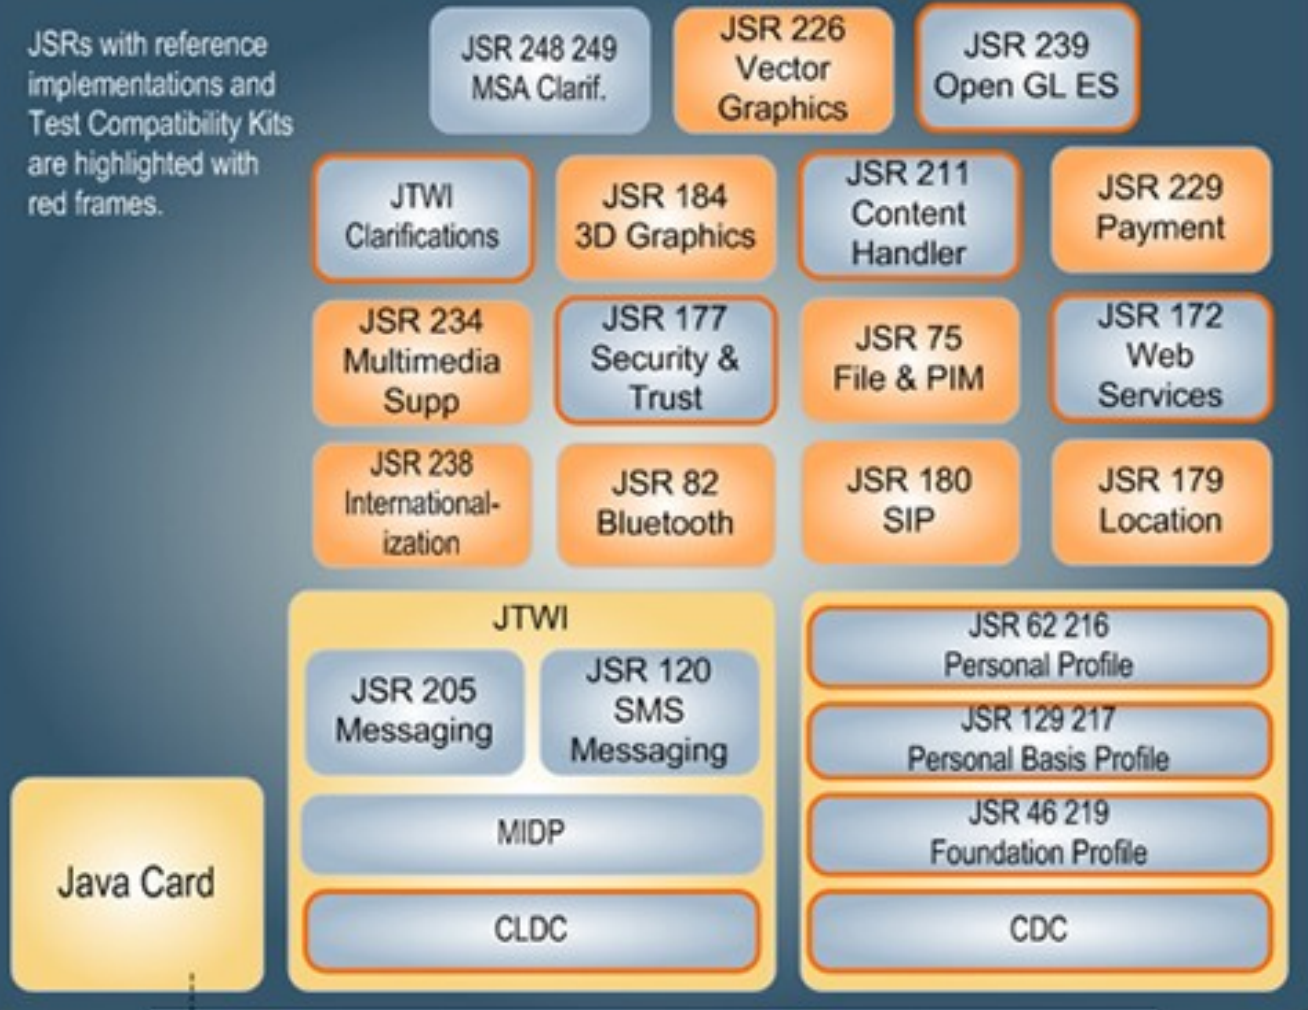 JSRs with reference
implementations and
Test Compatibility Kits
are highlighted with
red frames.
JSR 248 249
MSA Clarif.
JSR 226
Vector
Graphics
JSR 239
Open GL ES
JTWI
Clarifications
JSR 184
3D Graphics
JSR 211
Content
Handler
JSR 229
Payment
JSR 234
Multimedia
Supp
JSR 177
Security &
Trust
JSR 75
File & PIM
JSR 172
Web
Services
JSR 238
International-
ization
JSR 82
Bluetooth
JSR 180
SIP
JSR 179
Location
JTWI
JSR 205
Messaging
JSR 120
SMS
Messaging
MIDP
CLDC
JSR 62 216
Personal Profile
JSR 129 217
Personal Basis Profile
JSR 46 219
Foundation Profile
CDC
Java Card